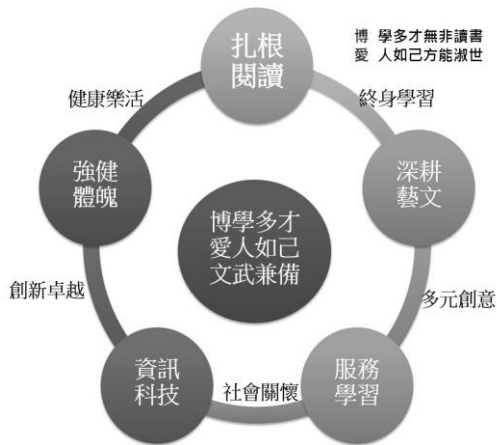 博 學多才無非讀書
愛 人如己方能淑世
扎根
閱讀
健康樂活
終身學習
強健
體魄
深耕
藝文
博學多才
愛人如己
文武兼備
創新卓越
多元創意
資訊
科技
社會關懷
服務
學習